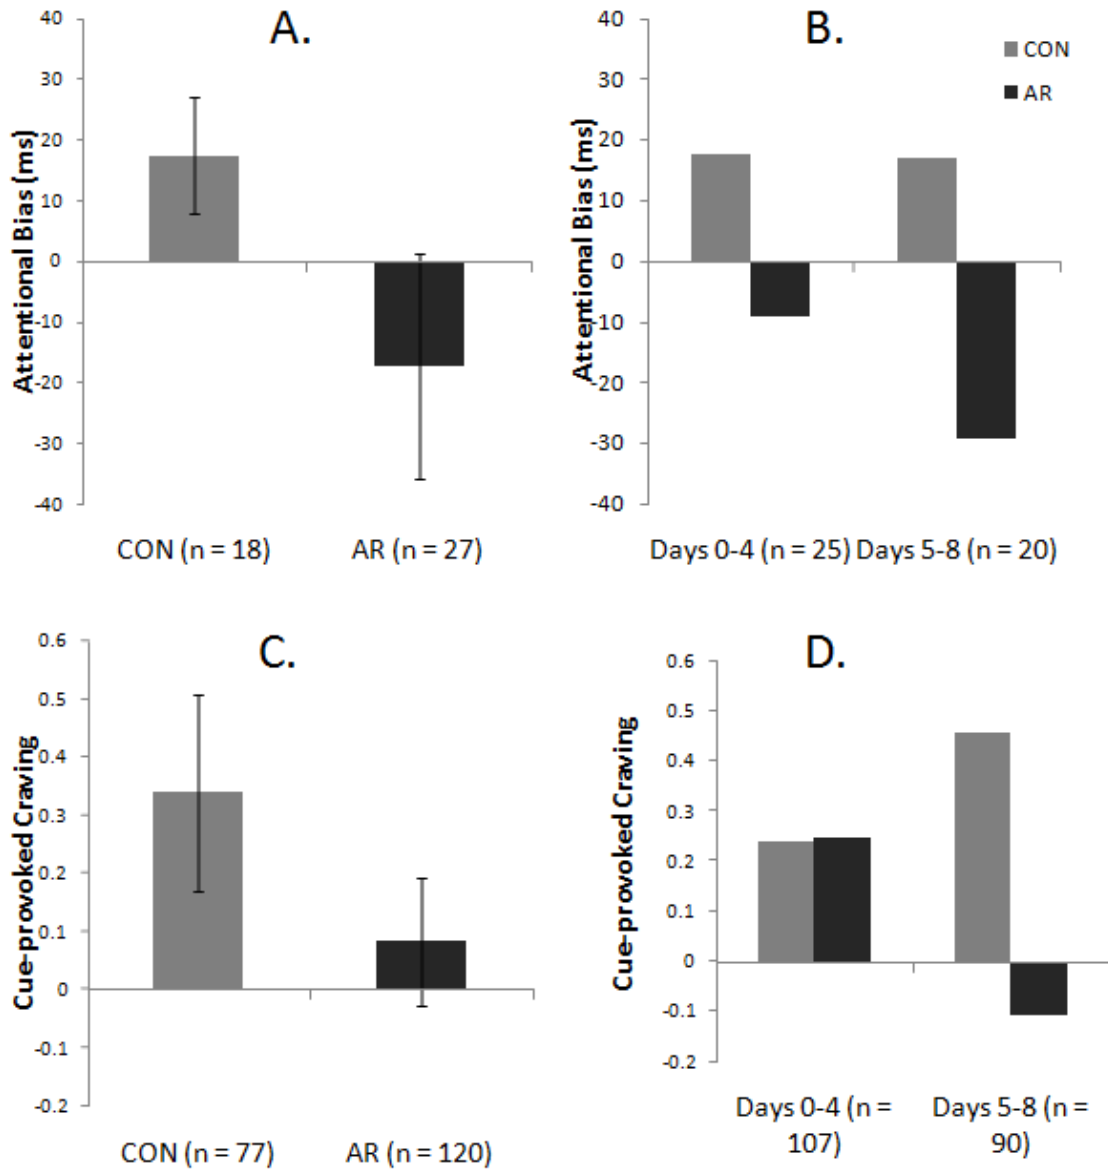 A.
40
30
20
10
0
-10
-20
-30
-40
Attentional Bias (ms)
CON (n = 18) AR (n = 27)
B.
CON
AR
40
30
20
10
0
-10
-20
-30
-40
Attentional Bias (ms)
Days 0-4 (n = 25) Days 5-8 (n = 20)
C.
0.6
0.5
0.4
0.3
0.2
0.1
0
-0.1
-0.2
Cue-provoked Craving
CON (n = 77) AR (n = 120)
D.
0.6
0.5
0.4
0.3
0.2
0.1
0
-0.1
-0.2
Cue-provoked Craving
Days 0-4 (n =
107)
Days 5-8 (n =
90)